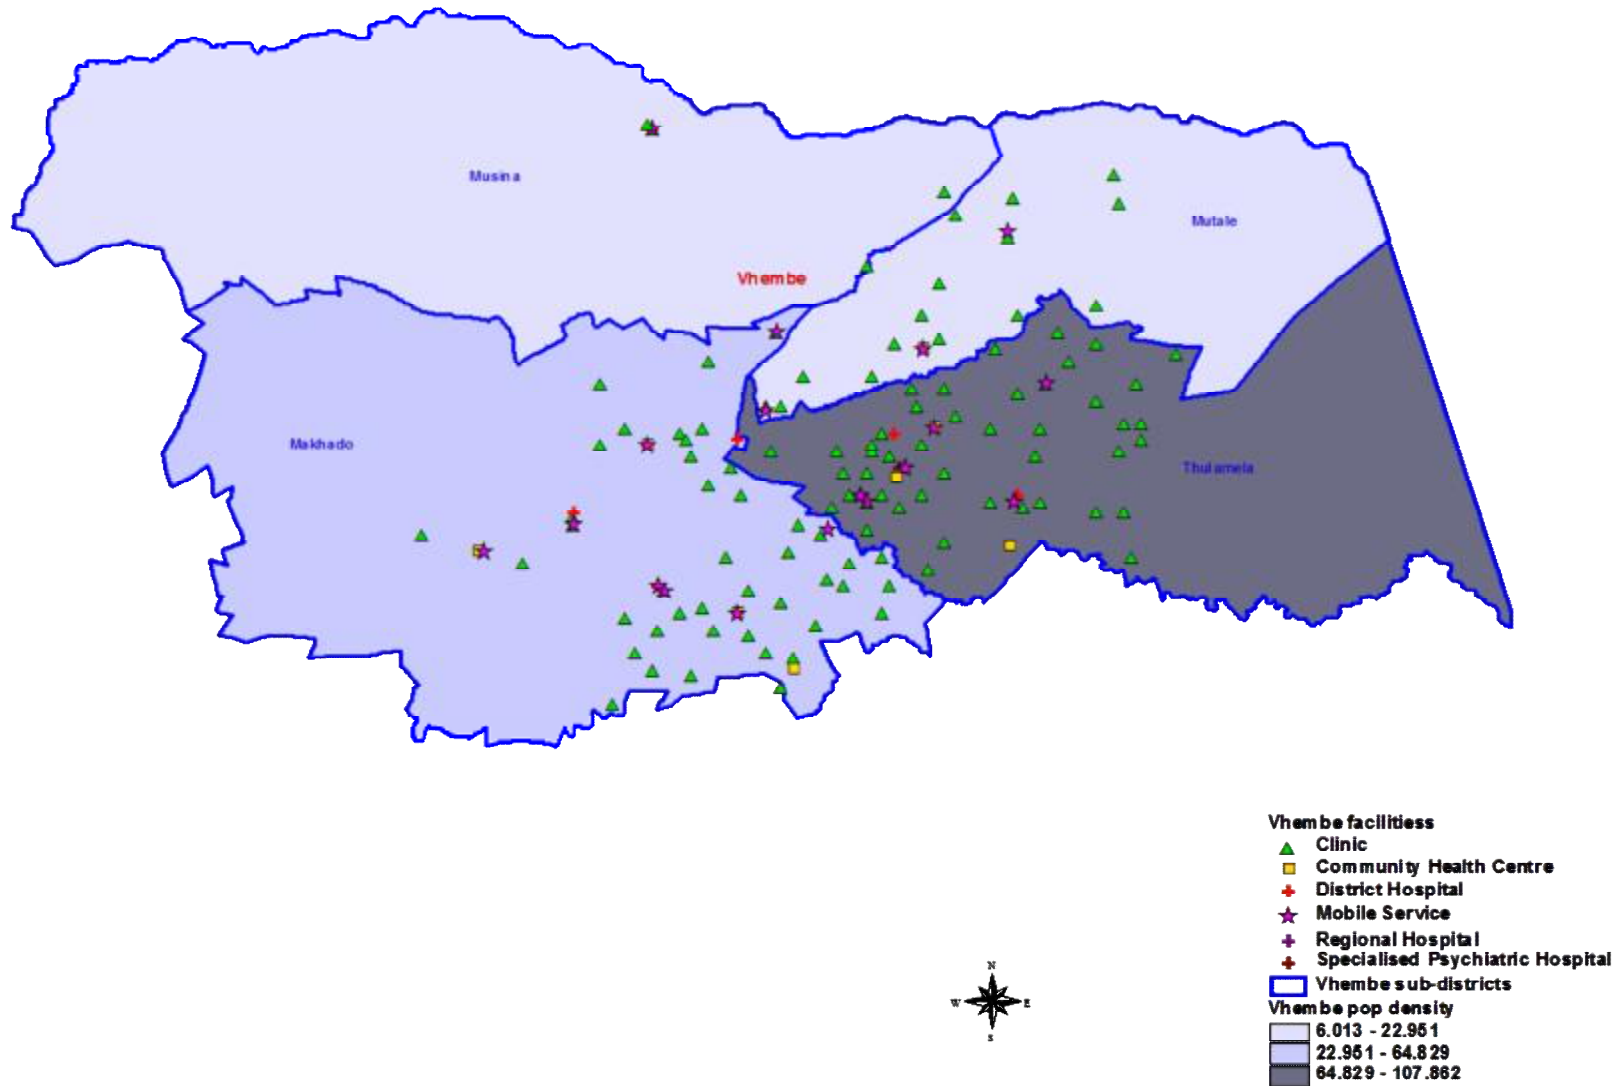 Musina
Mutale
Vhembe
Makhado
Thulamela
Vhembe facilitiess
Clinic
Community Health Centre
District Hospital
Mobile Service
Regional Hospital
Specialised Psychiatric Hospital
Vhembe sub-districts
Vhembe pop density
6.013 - 22.951
22.951 - 64.829
64.829 - 107.862
N
W E
S